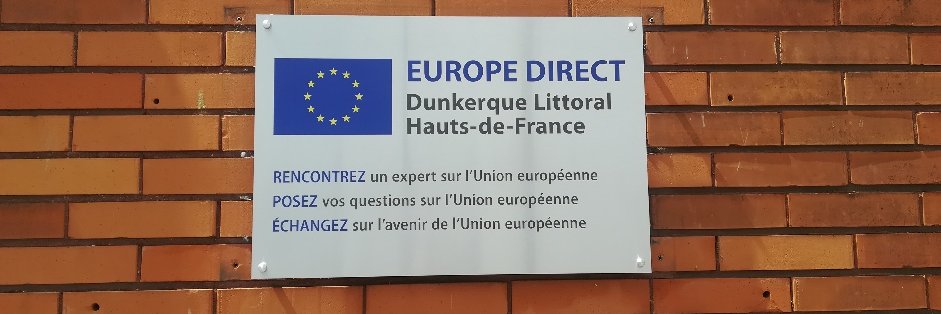 EUROPE DIRECT
Dunkerque Littoral
Hauts-de-France
RENCONTREZ un expert sur l'Union européenne
POSEZ vos questions sur l'Union européenne
ÉCHANGEZ sur l'avenir de l'Union européenne